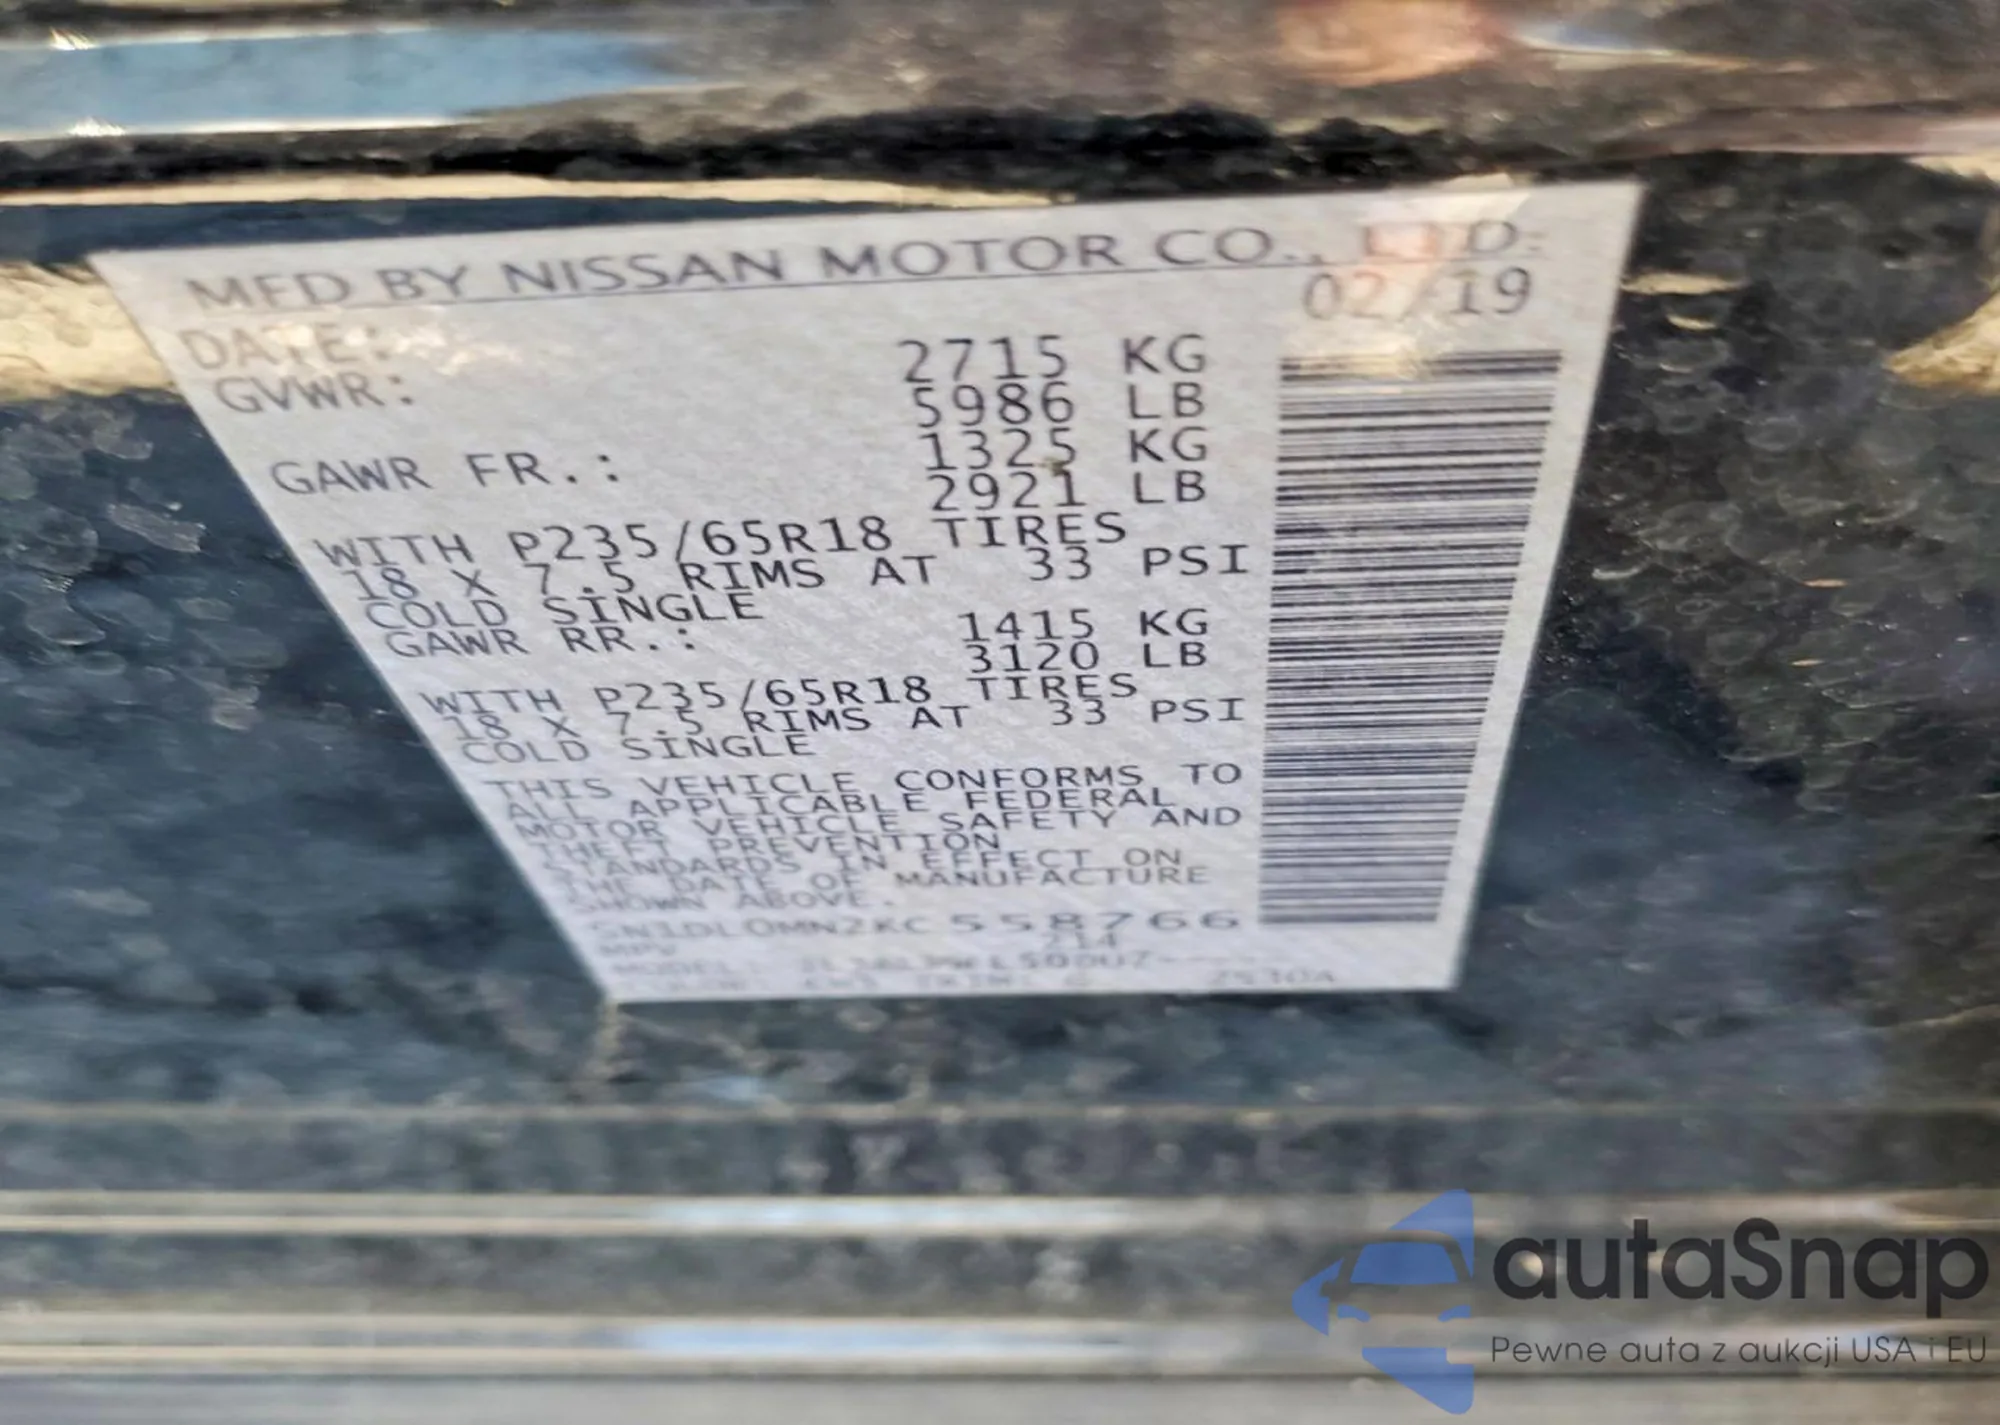 MFD BY NISSAN MOTOR CO., LTD.
DATE: 02/19
GVWR: 2715 KG
5986 LB
GAWR FR.: 1325 KG
2921 LB
WITH P235/65R18 TIRES
18 X 7.5 RIMS AT 33 PSI
COLD SINGLE
GAWR RR.: 1415 KG
3120 LB
WITH P235/65R18 TIRES
18 X 7.5 RIMS AT 33 PSI
COLD SINGLE
THIS VEHICLE CONFORMS TO
ALL APPLICABLE FEDERAL
MOTOR VEHICLE SAFETY AND
THEFT PREVENTION
STANDARDS IN EFFECT ON
THE DATE OF MANUFACTURE
SHOWN ABOVE.
5N1DL0MN2KC558766
MPV 214
MODEL:
autaSnap
Pewne auta z aukcji USA i EU